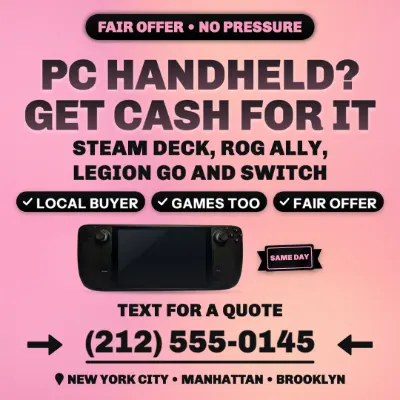 FAIR OFFER • NO PRESSURE
PC HANDHELD?
GET CASH FOR IT
STEAM DECK, ROG ALLY,
LEGION GO AND SWITCH
LOCAL BUYER
GAMES TOO
FAIR OFFER
SAME DAY
TEXT FOR A QUOTE
(212) 555-0145
NEW YORK CITY • MANHATTAN • BROOKLYN